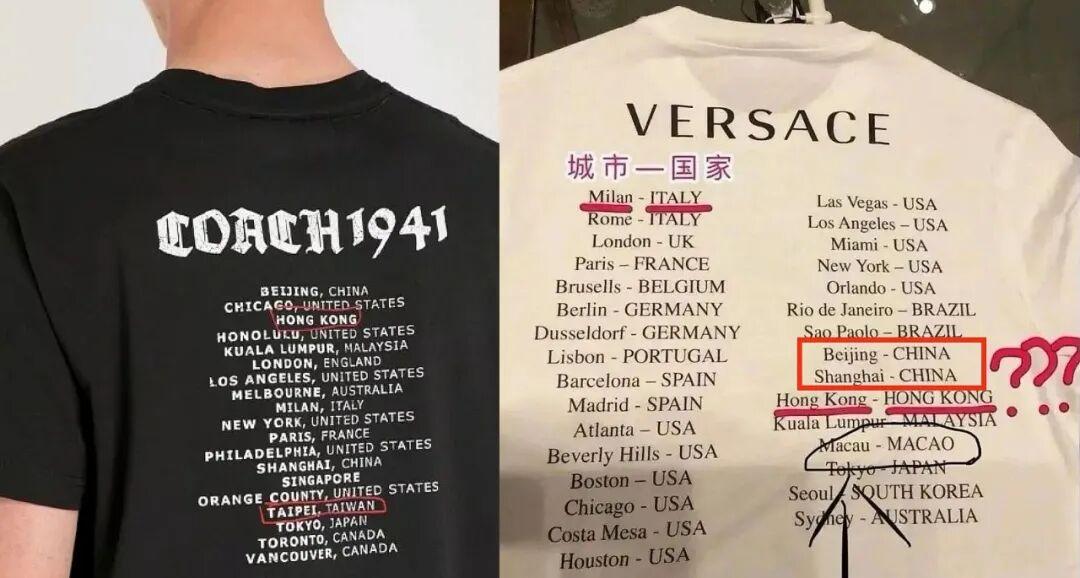 COACH 1941
BEIJING, CHINA
CHICAGO, UNITED STATES
HONG KONG
HONOLULU, UNITED STATES
KUALA LUMPUR, MALAYSIA
LONDON, ENGLAND
LOS ANGELES, UNITED STATES
MELBOURNE, AUSTRALIA
MILAN, ITALY
NEW YORK, UNITED STATES
PARIS, FRANCE
PHILADELPHIA, UNITED STATES
SHANGHAI, CHINA
SINGAPORE
ORANGE COUNTY, UNITED STATES
TAIPEI, TAIWAN
TOKYO, JAPAN
TORONTO, CANADA
VANCOUVER, CANADA
VERSACE
城市—国家
Milan - ITALY
Rome - ITALY
London - UK
Paris – FRANCE
Brusells - BELGIUM
Berlin - GERMANY
Dusseldorf - GERMANY
Lisbon - PORTUGAL
Barcelona – SPAIN
Madrid - SPAIN
Atlanta – USA
Beverly Hills - USA
Boston – USA
Chicago - USA
Costa Mesa - USA
Houston - USA
Las Vegas - USA
Los Angeles - USA
Miami - USA
New York – USA
Orlando - USA
Rio de Janeiro – BRAZIL
Sao Paolo – BRAZIL
Beijing - CHINA
Shanghai - CHINA
???
Hong Kong - HONG KONG
Kuala Lumpur - MALAYSIA
Macau - MACAO
Tokyo - JAPAN
Seoul - SOUTH KOREA
Sydney - AUSTRALIA